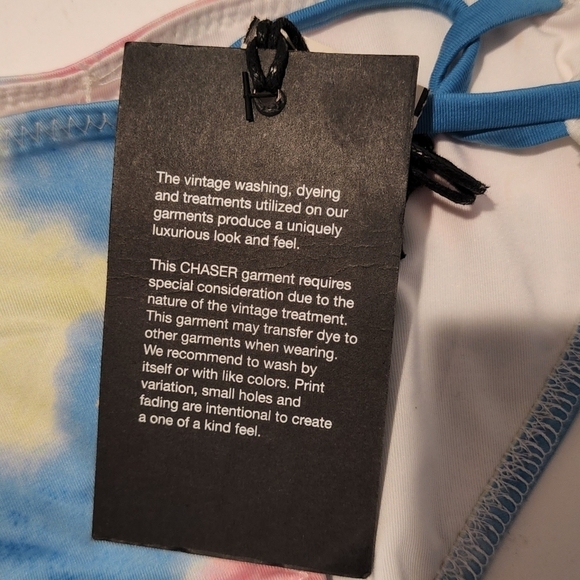 The vintage washing, dyeing
and treatments utilized on our
garments produce a uniquely
luxurious look and feel.
This CHASER garment requires
special consideration due to the
nature of the vintage treatment.
This garment may transfer dye to
other garments when wearing.
We recommend to wash by
itself or with like colors. Print
variation, small holes and
fading are intentional to create
a one of a kind feel.